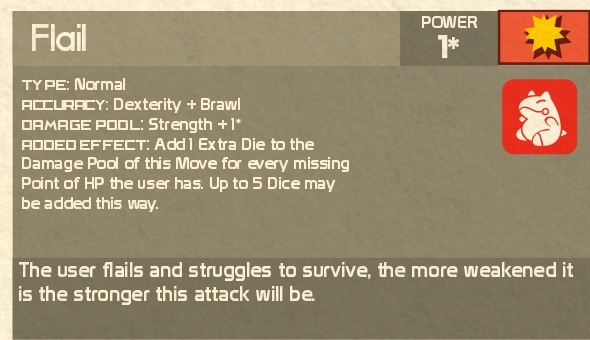 Flail
POWER
1*
TYPE: Normal
ACCURACY: Dexterity + Brawl
DAMAGE POOL: Strength + 1*
ADDED EFFECT: Add 1 Extra Die to the
Damage Pool of this Move for every missing
Point of HP the user has. Up to 5 Dice may
be added this way.
The user flails and struggles to survive, the more weakened it
is the stronger this attack will be.